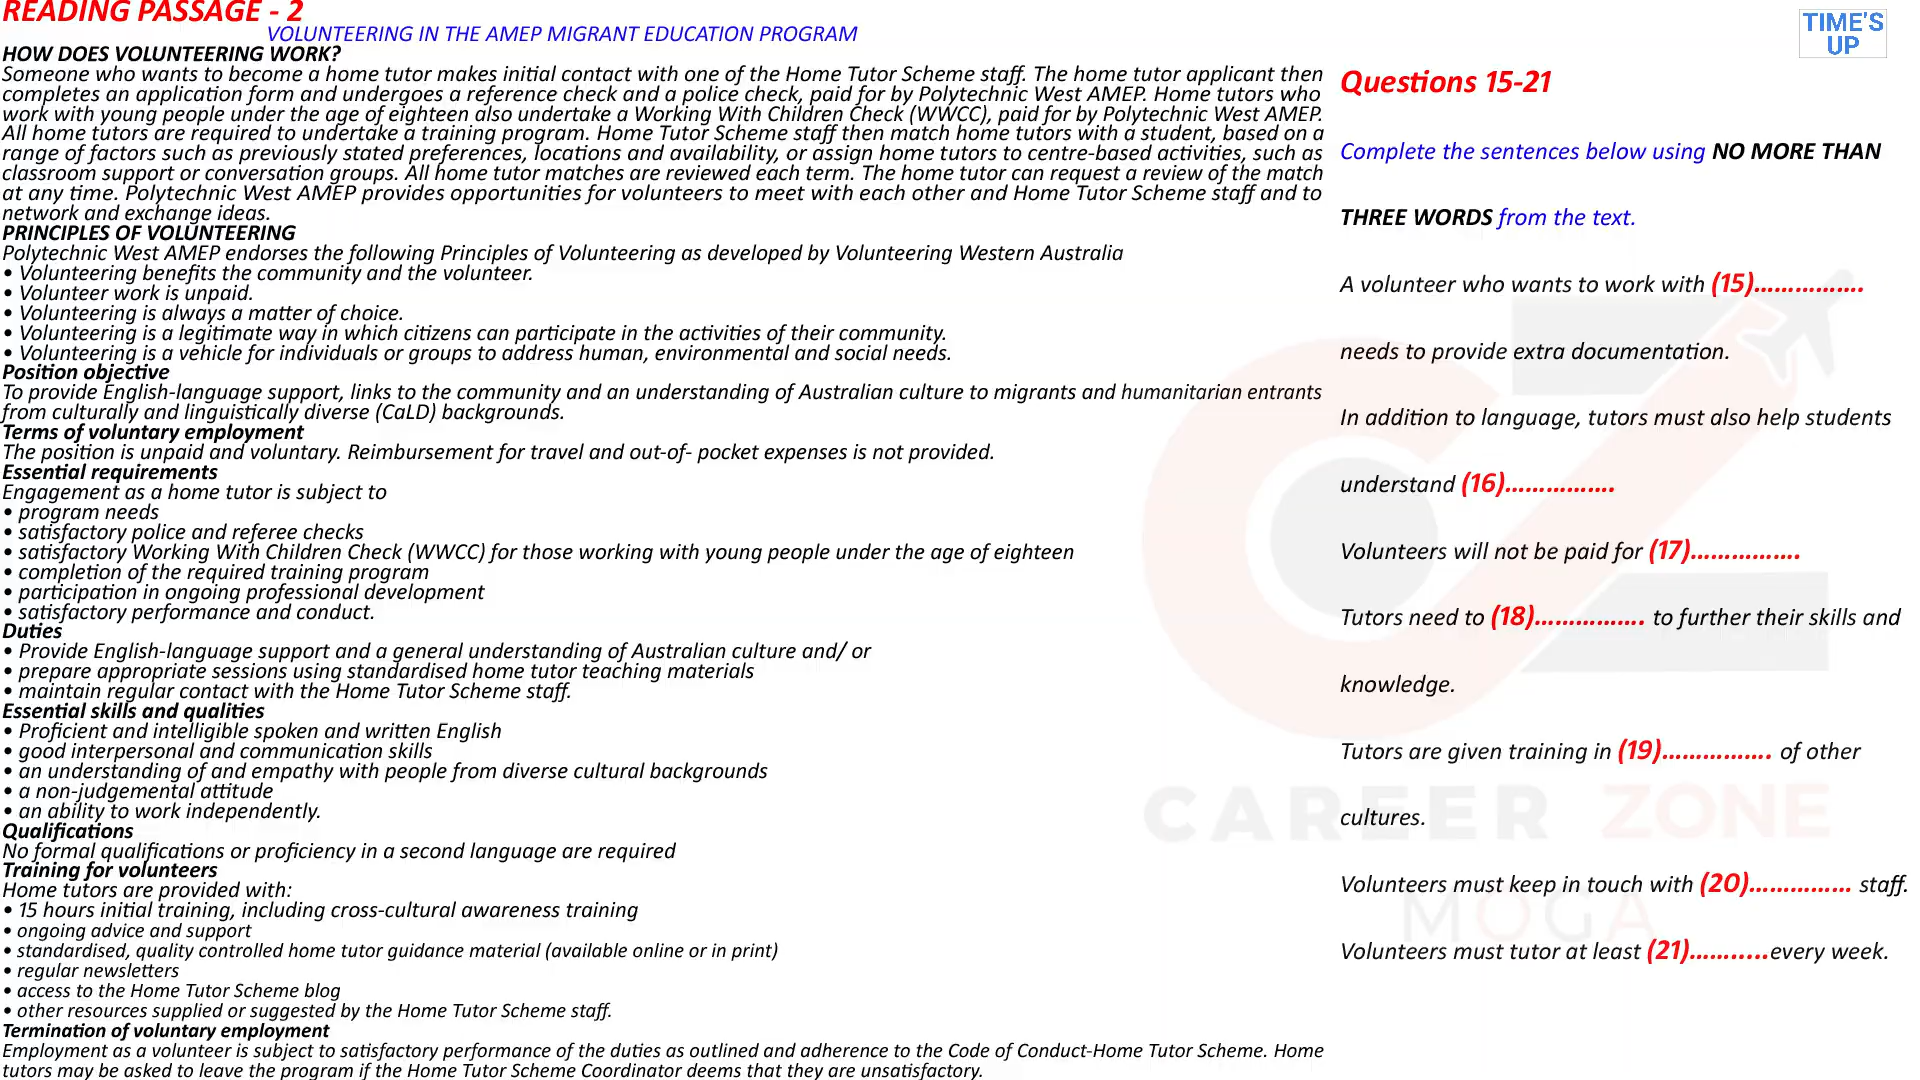 READING PASSAGE - 2
VOLUNTEERING IN THE AMEP MIGRANT EDUCATION PROGRAM
HOW DOES VOLUNTEERING WORK?
Someone who wants to become a home tutor makes initial contact with one of the Home Tutor Scheme staff. The home tutor applicant then
completes an application form and undergoes a reference check and a police check, paid for by Polytechnic West AMEP. Home tutors who
work with young people under the age of eighteen also undertake a Working With Children Check (WWCC), paid for by Polytechnic West AMEP.
All home tutors are required to undertake a training program. Home Tutor Scheme staff then match home tutors with a student, based on a
range of factors such as previously stated preferences, locations and availability, or assign home tutors to centre-based activities, such as
classroom support or conversation groups. All home tutor matches are reviewed each term. The home tutor can request a review of the match
at any time. Polytechnic West AMEP provides opportunities for volunteers to meet with each other and Home Tutor Scheme staff and to
network and exchange ideas.
PRINCIPLES OF VOLUNTEERING
Polytechnic West AMEP endorses the following Principles of Volunteering as developed by Volunteering Western Australia
• Volunteering benefits the community and the volunteer.
• Volunteer work is unpaid.
• Volunteering is always a matter of choice.
• Volunteering is a legitimate way in which citizens can participate in the activities of their community.
• Volunteering is a vehicle for individuals or groups to address human, environmental and social needs.
Position objective
To provide English-language support, links to the community and an understanding of Australian culture to migrants and humanitarian entrants
from culturally and linguistically diverse (CaLD) backgrounds.
Terms of voluntary employment
The position is unpaid and voluntary. Reimbursement for travel and out-of- pocket expenses is not provided.
Essential requirements
Engagement as a home tutor is subject to
• program needs
• satisfactory police and referee checks
• satisfactory Working With Children Check (WWCC) for those working with young people under the age of eighteen
• completion of the required training program
• participation in ongoing professional development
• satisfactory performance and conduct.
Duties
• Provide English-language support and a general understanding of Australian culture and/ or
• prepare appropriate sessions using standardised home tutor teaching materials
• maintain regular contact with the Home Tutor Scheme staff.
Essential skills and qualities
• Proficient and intelligible spoken and written English
• good interpersonal and communication skills
• an understanding of and empathy with people from diverse cultural backgrounds
• a non-judgemental attitude
• an ability to work independently.
Qualifications
No formal qualifications or proficiency in a second language are required
Training for volunteers
Home tutors are provided with:
• 15 hours initial training, including cross-cultural awareness training
• ongoing advice and support
• standardised, quality controlled home tutor guidance material (available online or in print)
• regular newsletters
• access to the Home Tutor Scheme blog
• other resources supplied or suggested by the Home Tutor Scheme staff.
Termination of voluntary employment
Employment as a volunteer is subject to satisfactory performance of the duties as outlined and adherence to the Code of Conduct-Home Tutor Scheme. Home
tutors may be asked to leave the program if the Home Tutor Scheme Coordinator deems that they are unsatisfactory.
TIME'S
UP
Questions 15-21
Complete the sentences below using NO MORE THAN
THREE WORDS from the text.
A volunteer who wants to work with (15)…………….
needs to provide extra documentation.
In addition to language, tutors must also help students
understand (16)…………….
Volunteers will not be paid for (17)…………….
Tutors need to (18)……………. to further their skills and
knowledge.
Tutors are given training in (19)……………. of other
cultures.
Volunteers must keep in touch with (20)…………… staff.
Volunteers must tutor at least (21)……......every week.
CAREER ZONE
MOGA